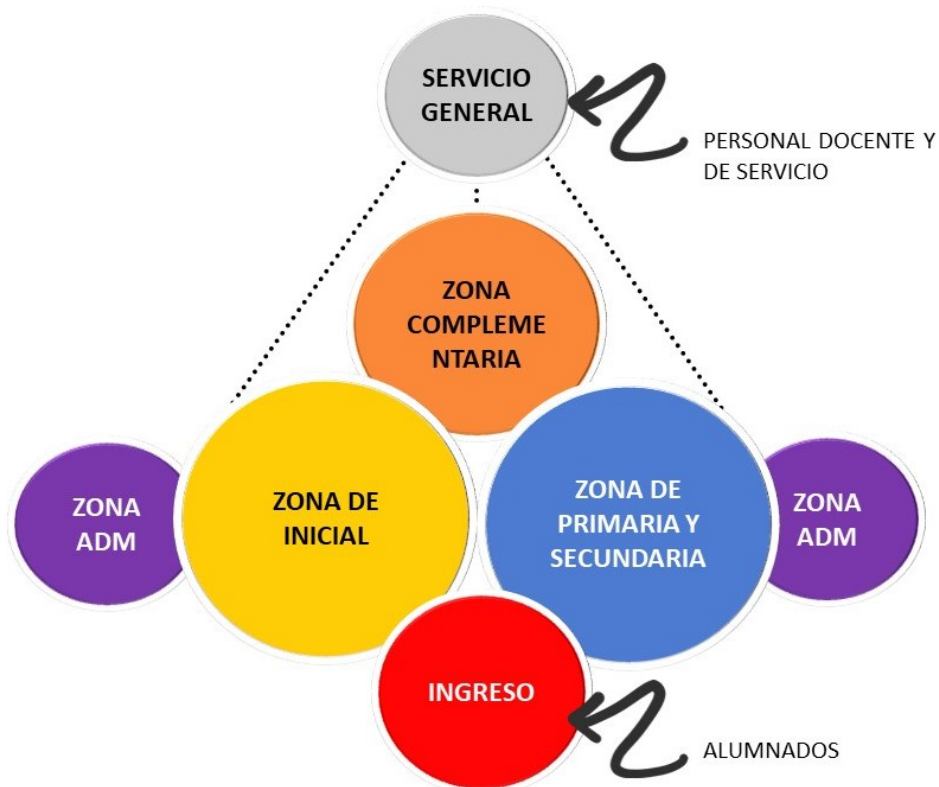 SERVICIO
GENERAL
PERSONAL DOCENTE Y
DE SERVICIO
ZONA
COMPLEME
NTARIA
ZONA
ADM
ZONA DE
INICIAL
ZONA DE
PRIMARIA Y
SECUNDARIA
ZONA
ADM
INGRESO
ALUMNADOS